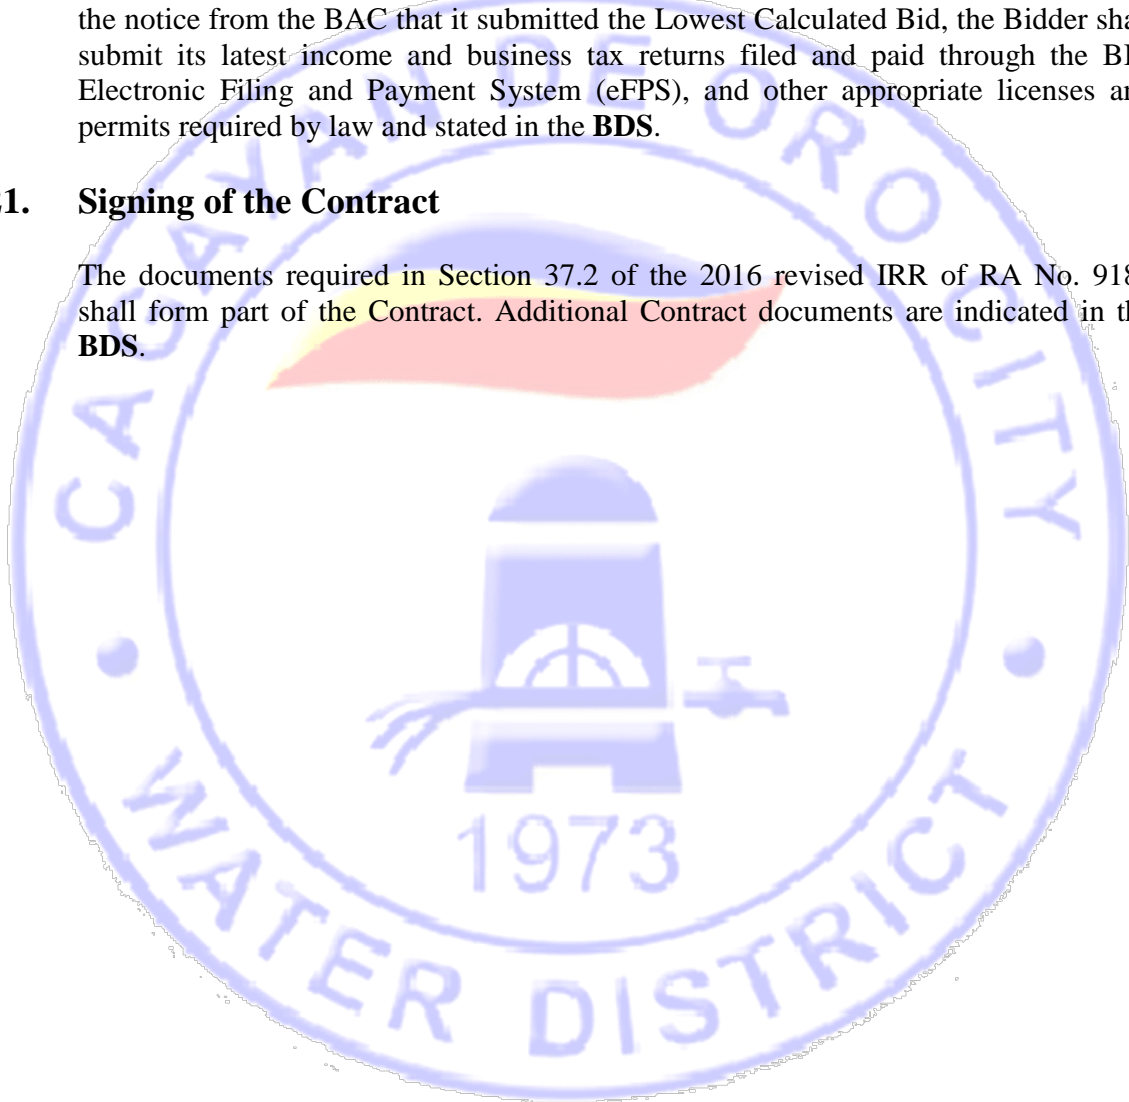 the notice from the BAC that it submitted the Lowest Calculated Bid, the Bidder sha
submit its latest income and business tax returns filed and paid through the BI
Electronic Filing and Payment System (eFPS), and other appropriate licenses an
permits required by law and stated in the BDS.
1. Signing of the Contract
The documents required in Section 37.2 of the 2016 revised IRR of RA No. 918
shall form part of the Contract. Additional Contract documents are indicated in th
BDS.
CAGAYAN DE ORO CITY
1973
WATER DISTRICT